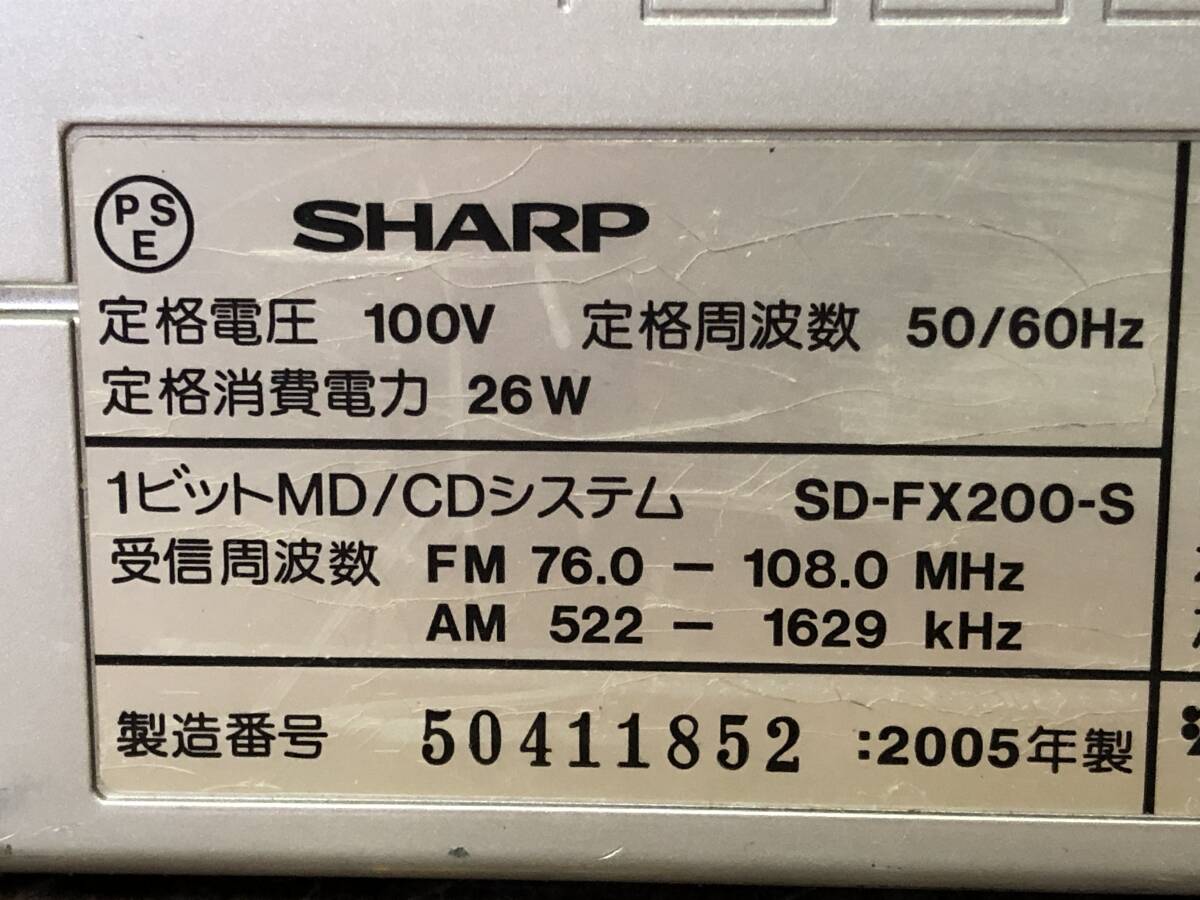 PSE SHARP
定格電圧 100V 定格周波数 50/60Hz
定格消費電力 26W
1ビットMD/CDシステム SD-FX200-S
受信周波数 FM 76.0 － 108.0 MHz
AM 522 － 1629 kHz
製造番号 50411852 :2005年製